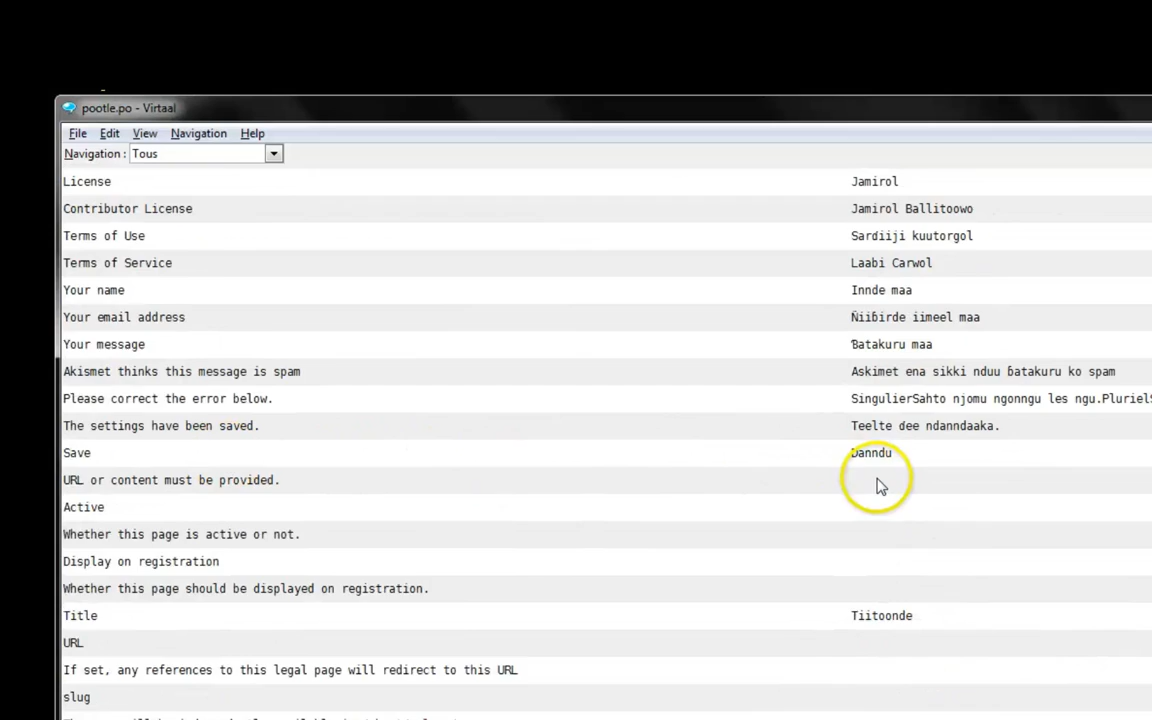 pootle.po - Virtaal
File Edit View Navigation Help
Navigation : Tous
License Jamirol
Contributor License Jamirol Ballitoowo
Terms of Use Sardiiji kuutorgol
Terms of Service Laabi Carwol
Your name Innde maa
Your email address Ñiiɓirde iimeel maa
Your message Ɓatakuru maa
Akismet thinks this message is spam Askimet ena sikki nduu ɓatakuru ko spam
Please correct the error below. SingulierSahto njomu ngonngu les ngu.PlurielS
The settings have been saved. Teelte dee ndanndaaka.
Save Danndu
URL or content must be provided.
Active
Whether this page is active or not.
Display on registration
Whether this page should be displayed on registration.
Title Tiitoonde
URL
If set, any references to this legal page will redirect to this URL
slug